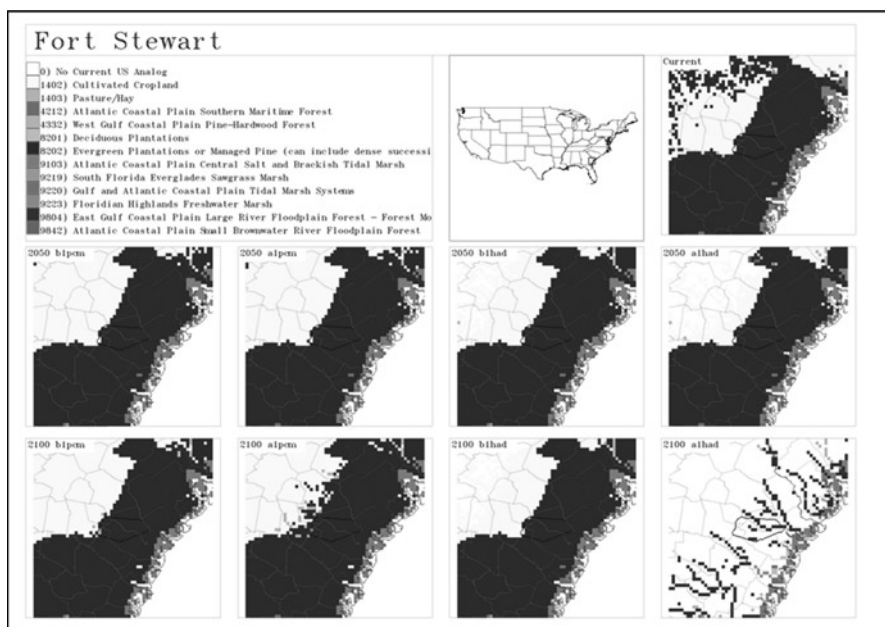 Fort Stewart
0) No Current US Analog
1402) Cultivated Cropland
1403) Pasture/Hay
4212) Atlantic Coastal Plain Southern Maritime Forest
4332) West Gulf Coastal Plain Pine-Hardwood Forest
8201) Deciduous Plantations
8202) Evergreen Plantations or Managed Pine (can include dense successi
9103) Atlantic Coastal Plain Central Salt and Brackish Tidal Marsh
9219) South Florida Everglades Sawgrass Marsh
9220) Gulf and Atlantic Coastal Plain Tidal Marsh Systems
9223) Floridian Highlands Freshwater Marsh
9804) East Gulf Coastal Plain Large River Floodplain Forest - Forest Mo
9842) Atlantic Coastal Plain Small Brownwater River Floodplain Forest
Current
2050 b1pcm
2050 a1pcm
2050 b1had
2050 a1had
2100 b1pcm
2100 a1pcm
2100 b1had
2100 a1had